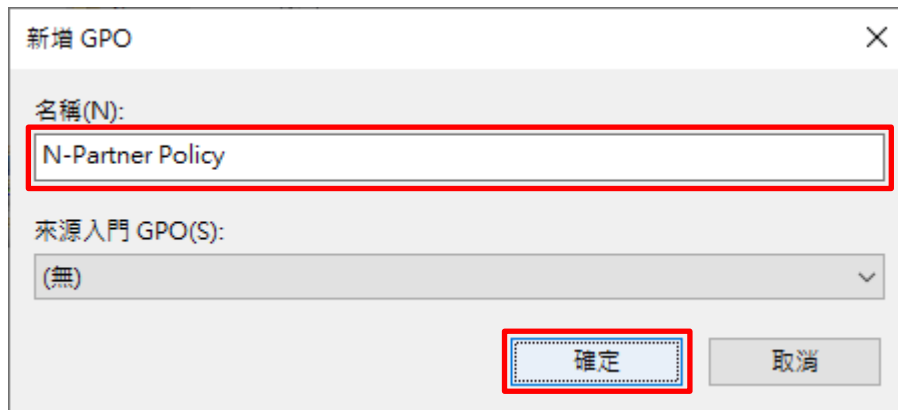 新增 GPO
名稱(N):
N-Partner Policy
來源入門 GPO(S):
(無)
確定
取消